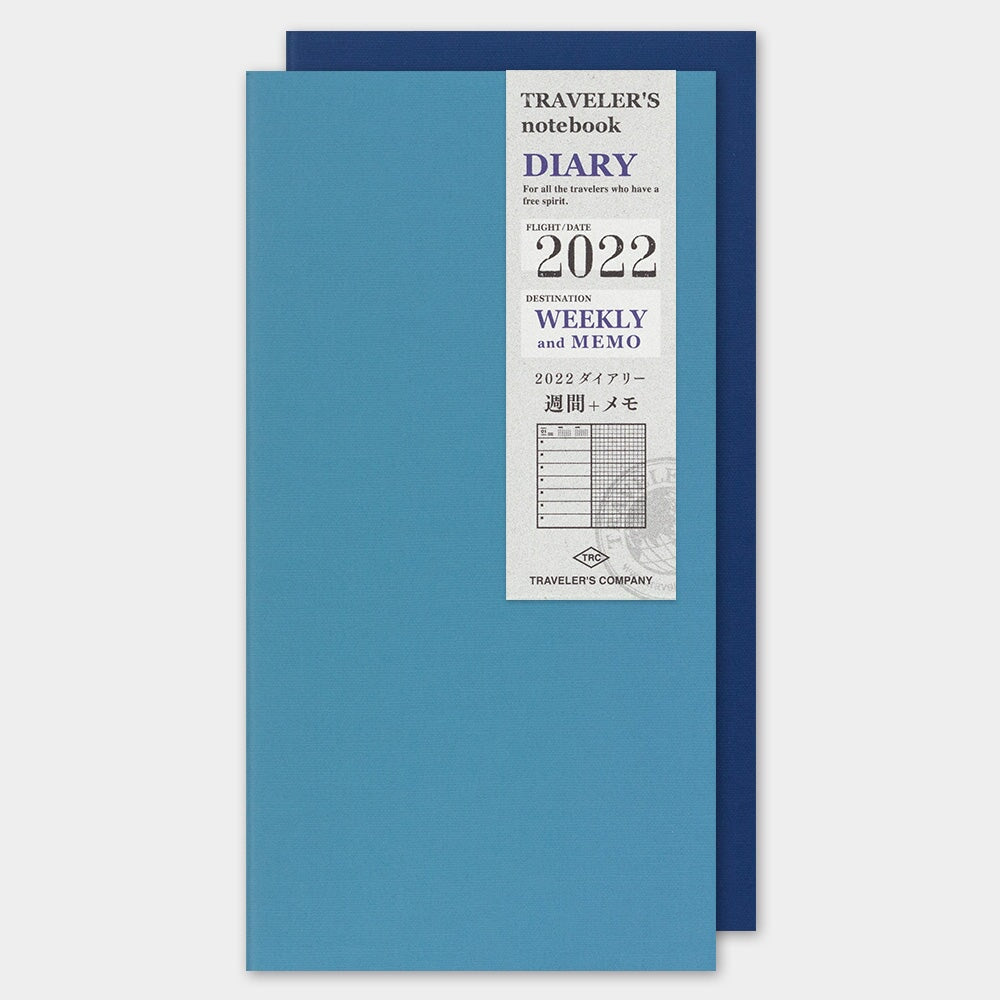 TRAVELER'S
notebook
DIARY
For all the travelers who have a
free spirit.
FLIGHT / DATE
2022
DESTINATION
WEEKLY
and MEMO
2022 ダイアリー
週間+メモ
TRC
TRAVELER'S COMPANY